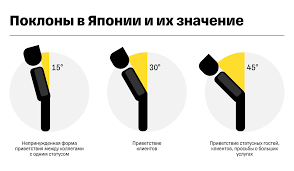 Поклоны в Японии и их значение
15°
30°
45°
Непринужденная форма
приветствия между коллегами
с одним статусом
Приветствие
клиентов
Приветствие статусных гостей,
клиентов, просьбы о больших
услугах